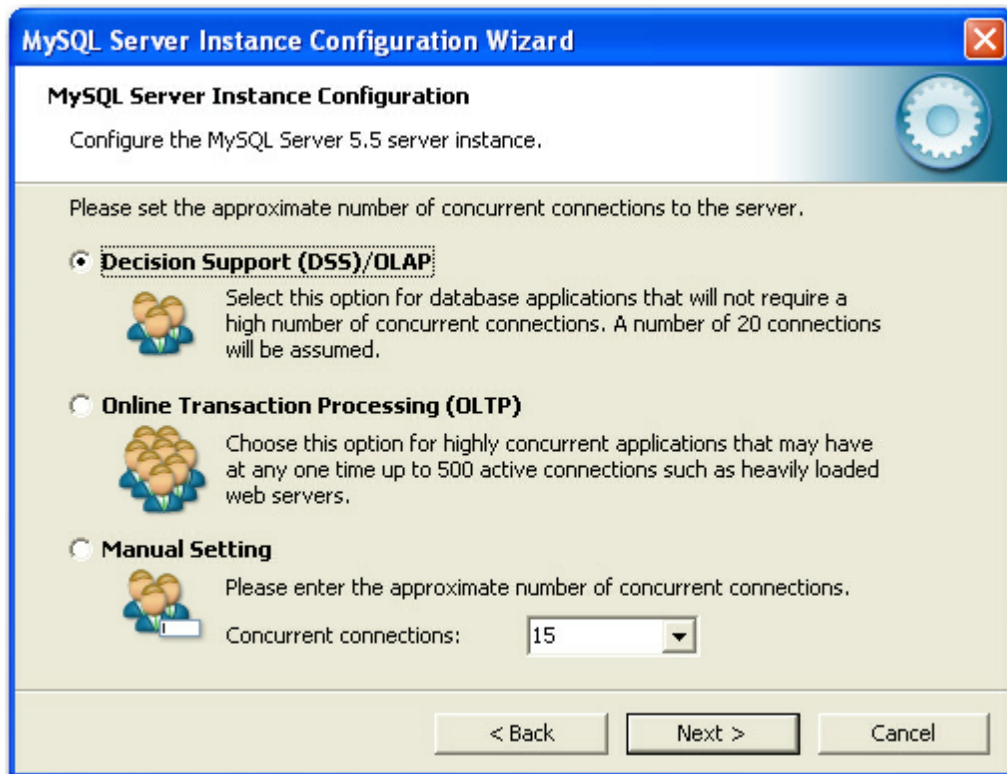 MySQL Server Instance Configuration Wizard
MySQL Server Instance Configuration
Configure the MySQL Server 5.5 server instance.
Please set the approximate number of concurrent connections to the server.
Decision Support (DSS)/OLAP
Select this option for database applications that will not require a
high number of concurrent connections. A number of 20 connections
will be assumed.
Online Transaction Processing (OLTP)
Choose this option for highly concurrent applications that may have
at any one time up to 500 active connections such as heavily loaded
web servers.
Manual Setting
Please enter the approximate number of concurrent connections.
Concurrent connections: 15
< Back Next > Cancel